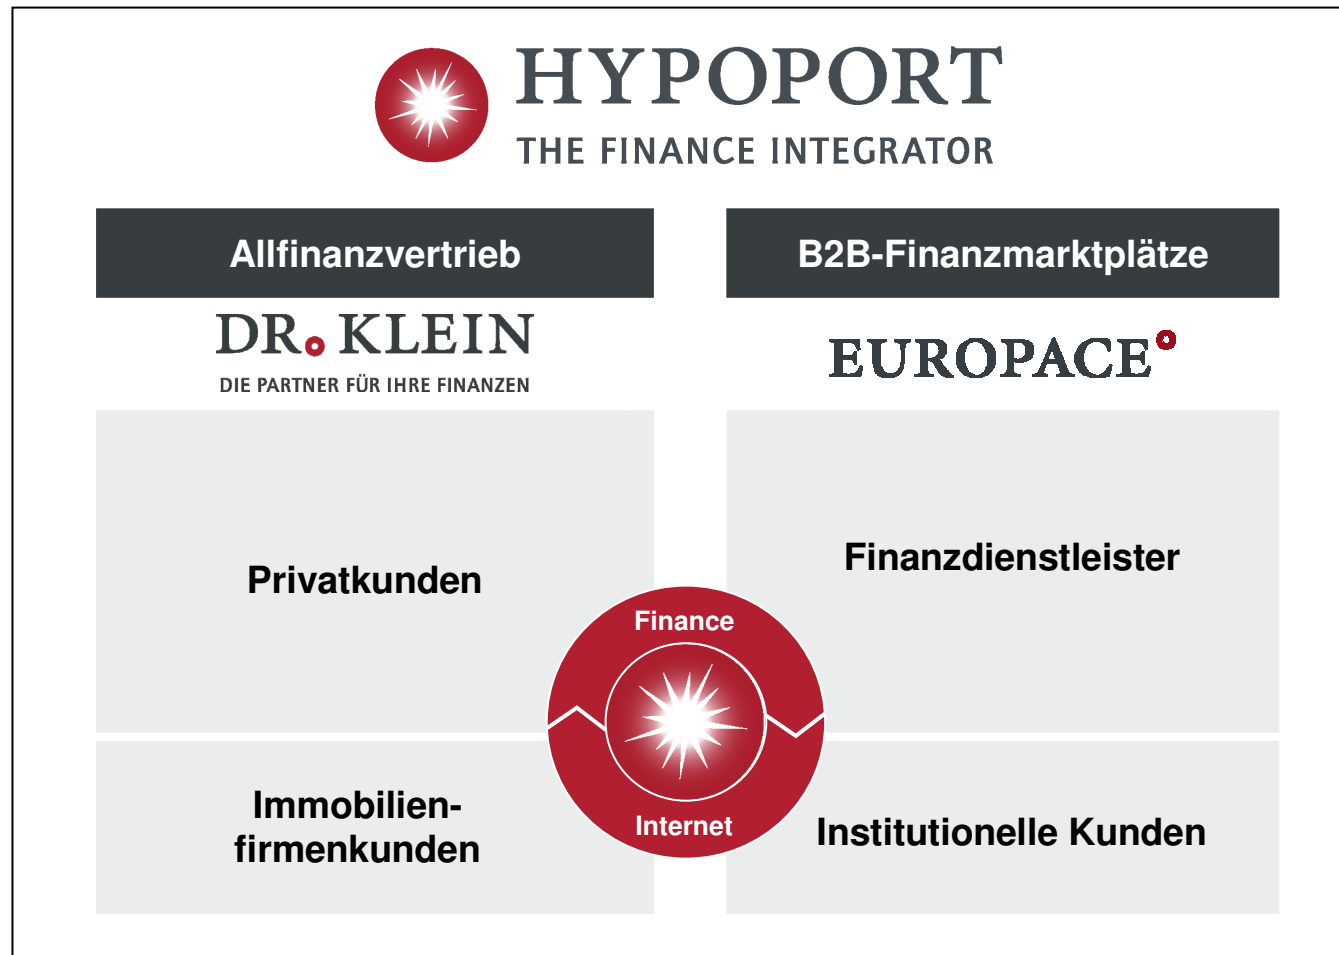 HYPOPORT
THE FINANCE INTEGRATOR
Allfinanzvertrieb
DR. KLEIN
DIE PARTNER FÜR IHRE FINANZEN
Privatkunden
Immobilien-
firmenkunden
B2B-Finanzmarktplätze
EUROPACE
Finanzdienstleister
Institutionelle Kunden
Finance
Internet